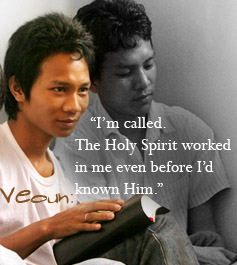 “I’m called.
The Holy Spirit worked
in me even before I’d
known Him.”
Veoun: